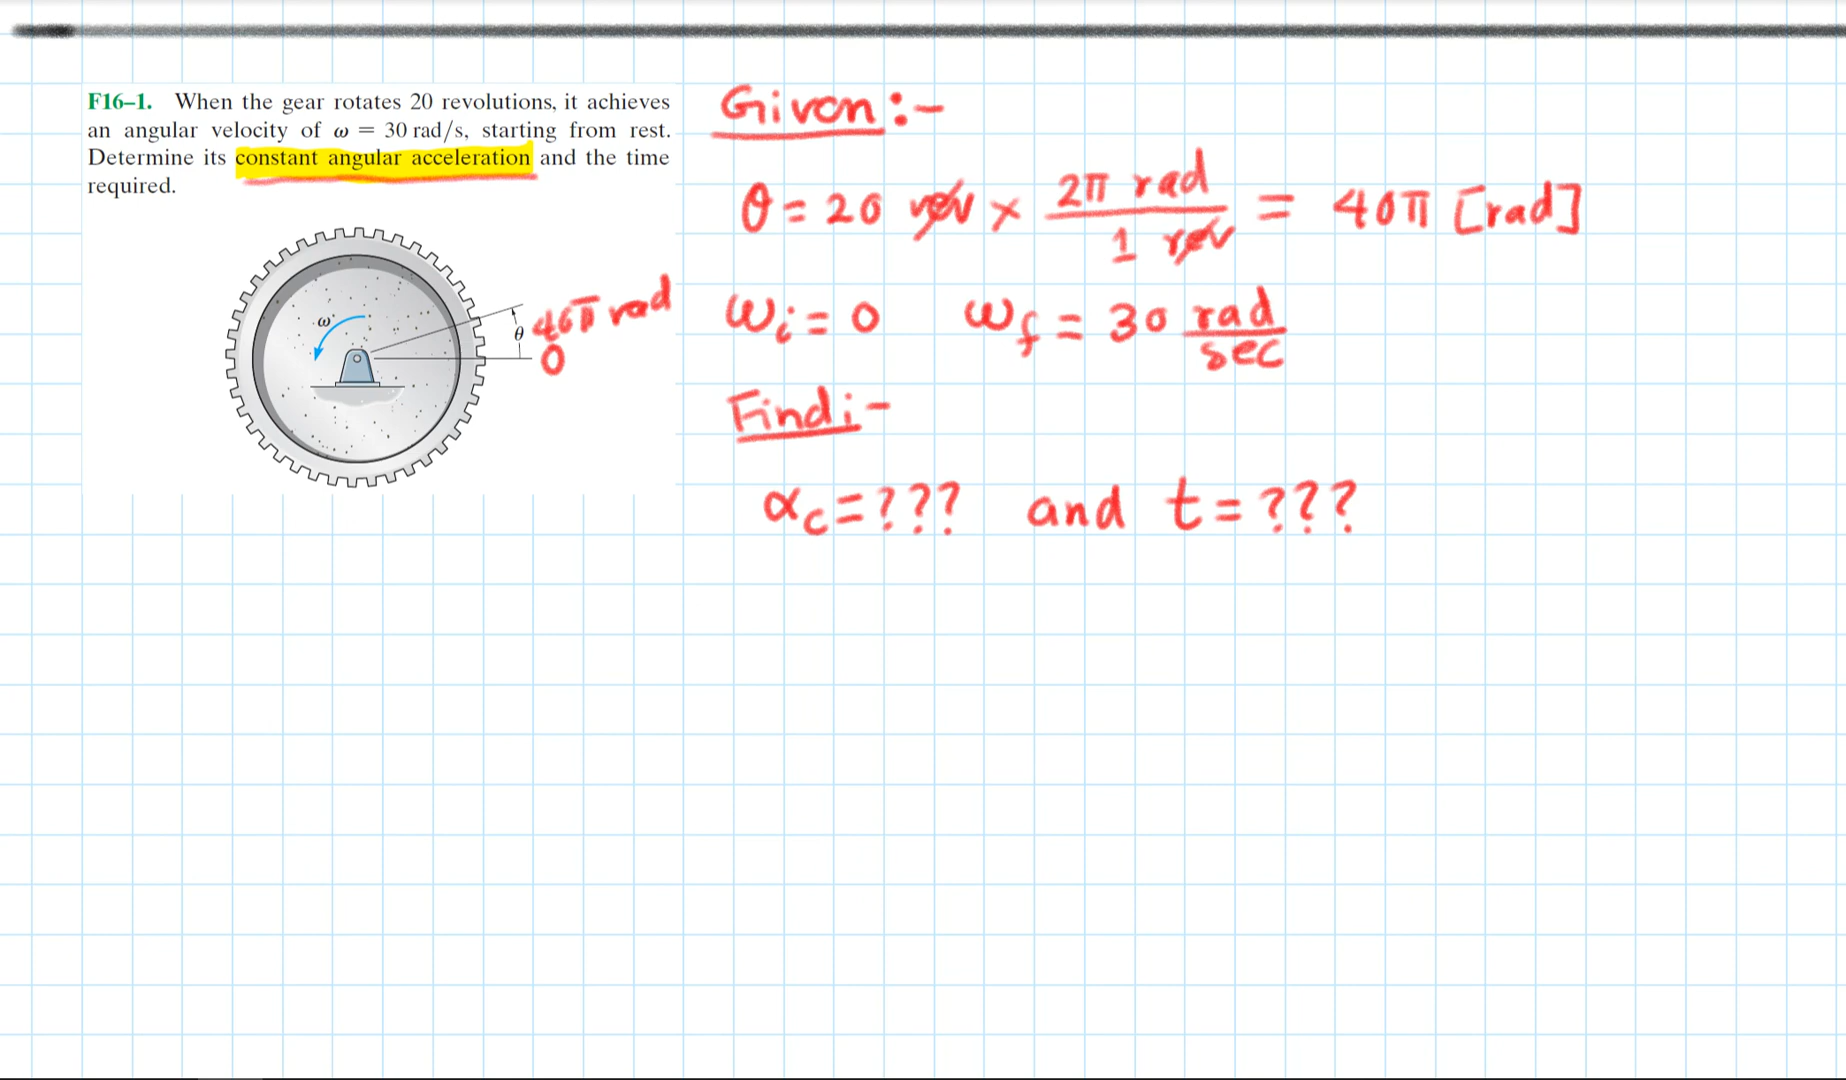 F16–1. When the gear rotates 20 revolutions, it achieves
an angular velocity of ω = 30 rad/s, starting from rest.
Determine its constant angular acceleration and the time
required.
ω
θ
40π rad
0
Given:-
θ = 20 rev × 2π rad / 1 rev = 40π [rad]
ωi = 0 ωf = 30 rad/sec
Find:-
αc = ??? and t = ???